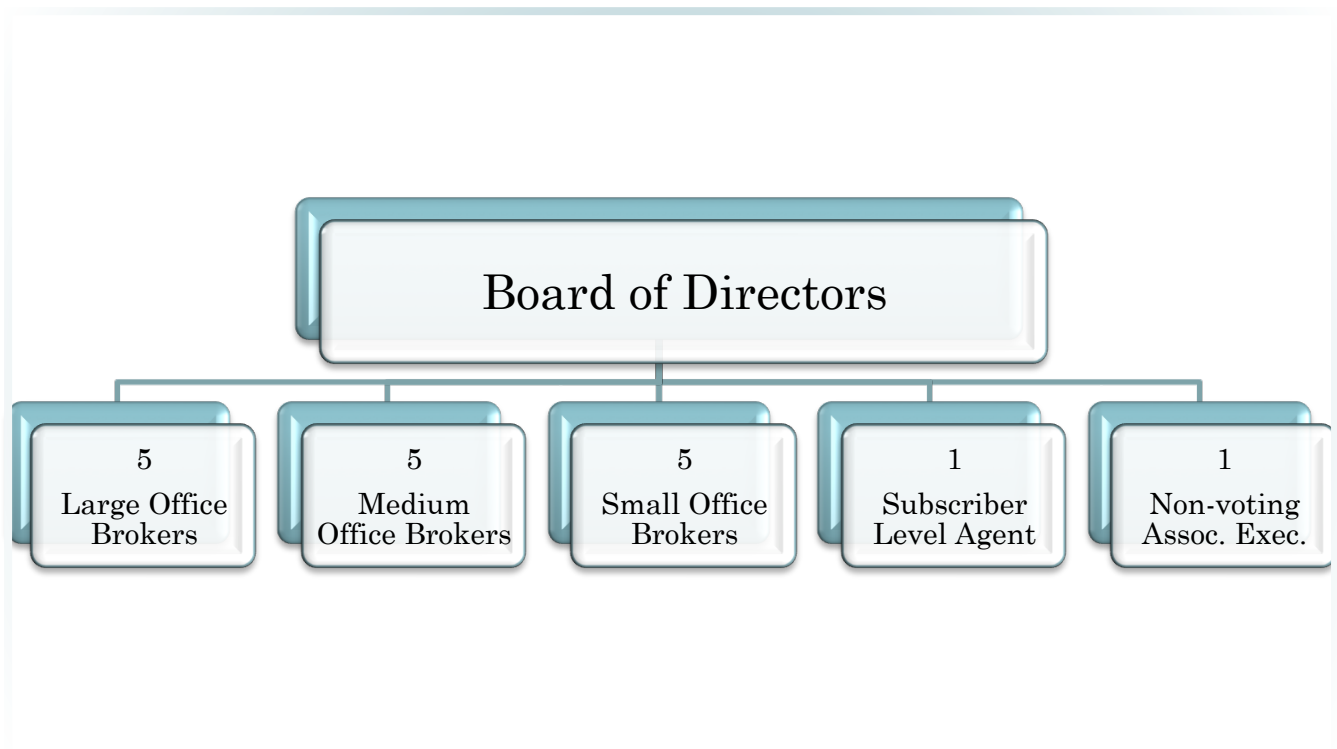 Board of Directors
5
Large Office
Brokers
5
Medium
Office Brokers
5
Small Office
Brokers
1
Subscriber
Level Agent
1
Non-voting
Assoc. Exec.